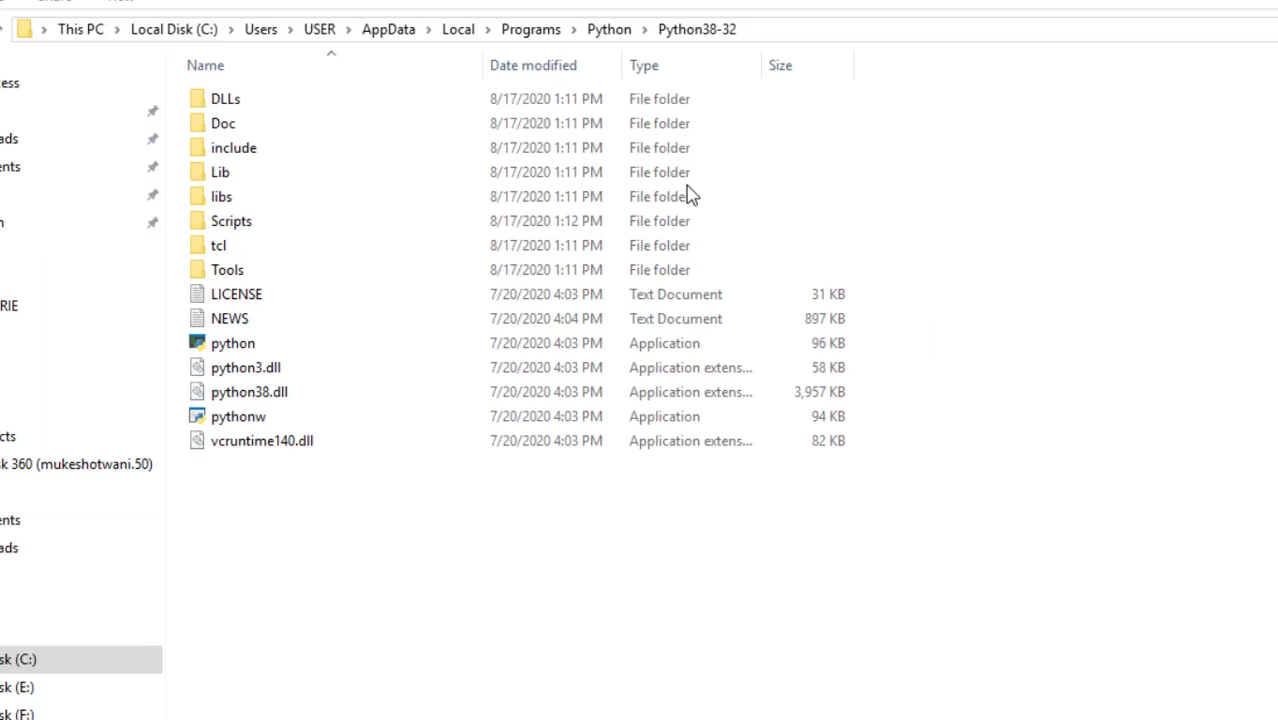 This PC > Local Disk (C:) > Users > USER > AppData > Local > Programs > Python > Python38-32
Name Date modified Type Size
DLLs 8/17/2020 1:11 PM File folder
Doc 8/17/2020 1:11 PM File folder
include 8/17/2020 1:11 PM File folder
Lib 8/17/2020 1:11 PM File folder
libs 8/17/2020 1:11 PM File folder
Scripts 8/17/2020 1:12 PM File folder
tcl 8/17/2020 1:11 PM File folder
Tools 8/17/2020 1:11 PM File folder
LICENSE 7/20/2020 4:03 PM Text Document 31 KB
NEWS 7/20/2020 4:04 PM Text Document 897 KB
python 7/20/2020 4:03 PM Application 96 KB
python3.dll 7/20/2020 4:03 PM Application extens... 58 KB
python38.dll 7/20/2020 4:03 PM Application extens... 3,957 KB
pythonw 7/20/2020 4:03 PM Application 94 KB
vcruntime140.dll 7/20/2020 4:03 PM Application extens... 82 KB
ess
ads
ents
n
RIE
cts
sk 360 (mukeshotwani.50)
ents
ads
sk (C:)
sk (E:)
sk (F:)